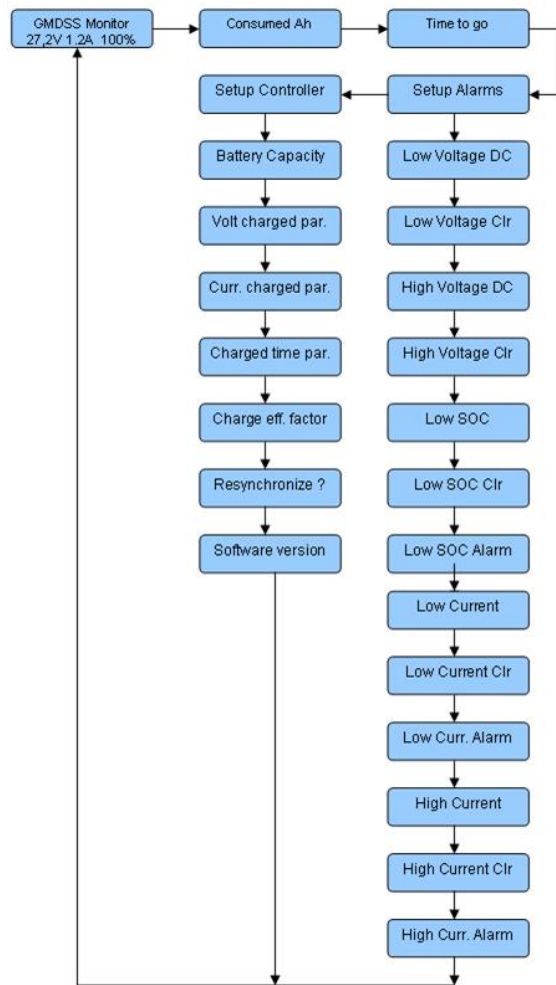 GMDSS Monitor
27,2V 1.2A 100%
Consumed Ah
Time to go
Setup Controller
Setup Alarms
Battery Capacity
Low Voltage DC
Volt charged par.
Low Voltage Clr
Curr. charged par.
High Voltage DC
Charged time par.
High Voltage Clr
Charge eff. factor
Low SOC
Resynchronize ?
Low SOC Clr
Software version
Low SOC Alarm
Low Current
Low Current Clr
Low Curr. Alarm
High Current
High Current Clr
High Curr. Alarm